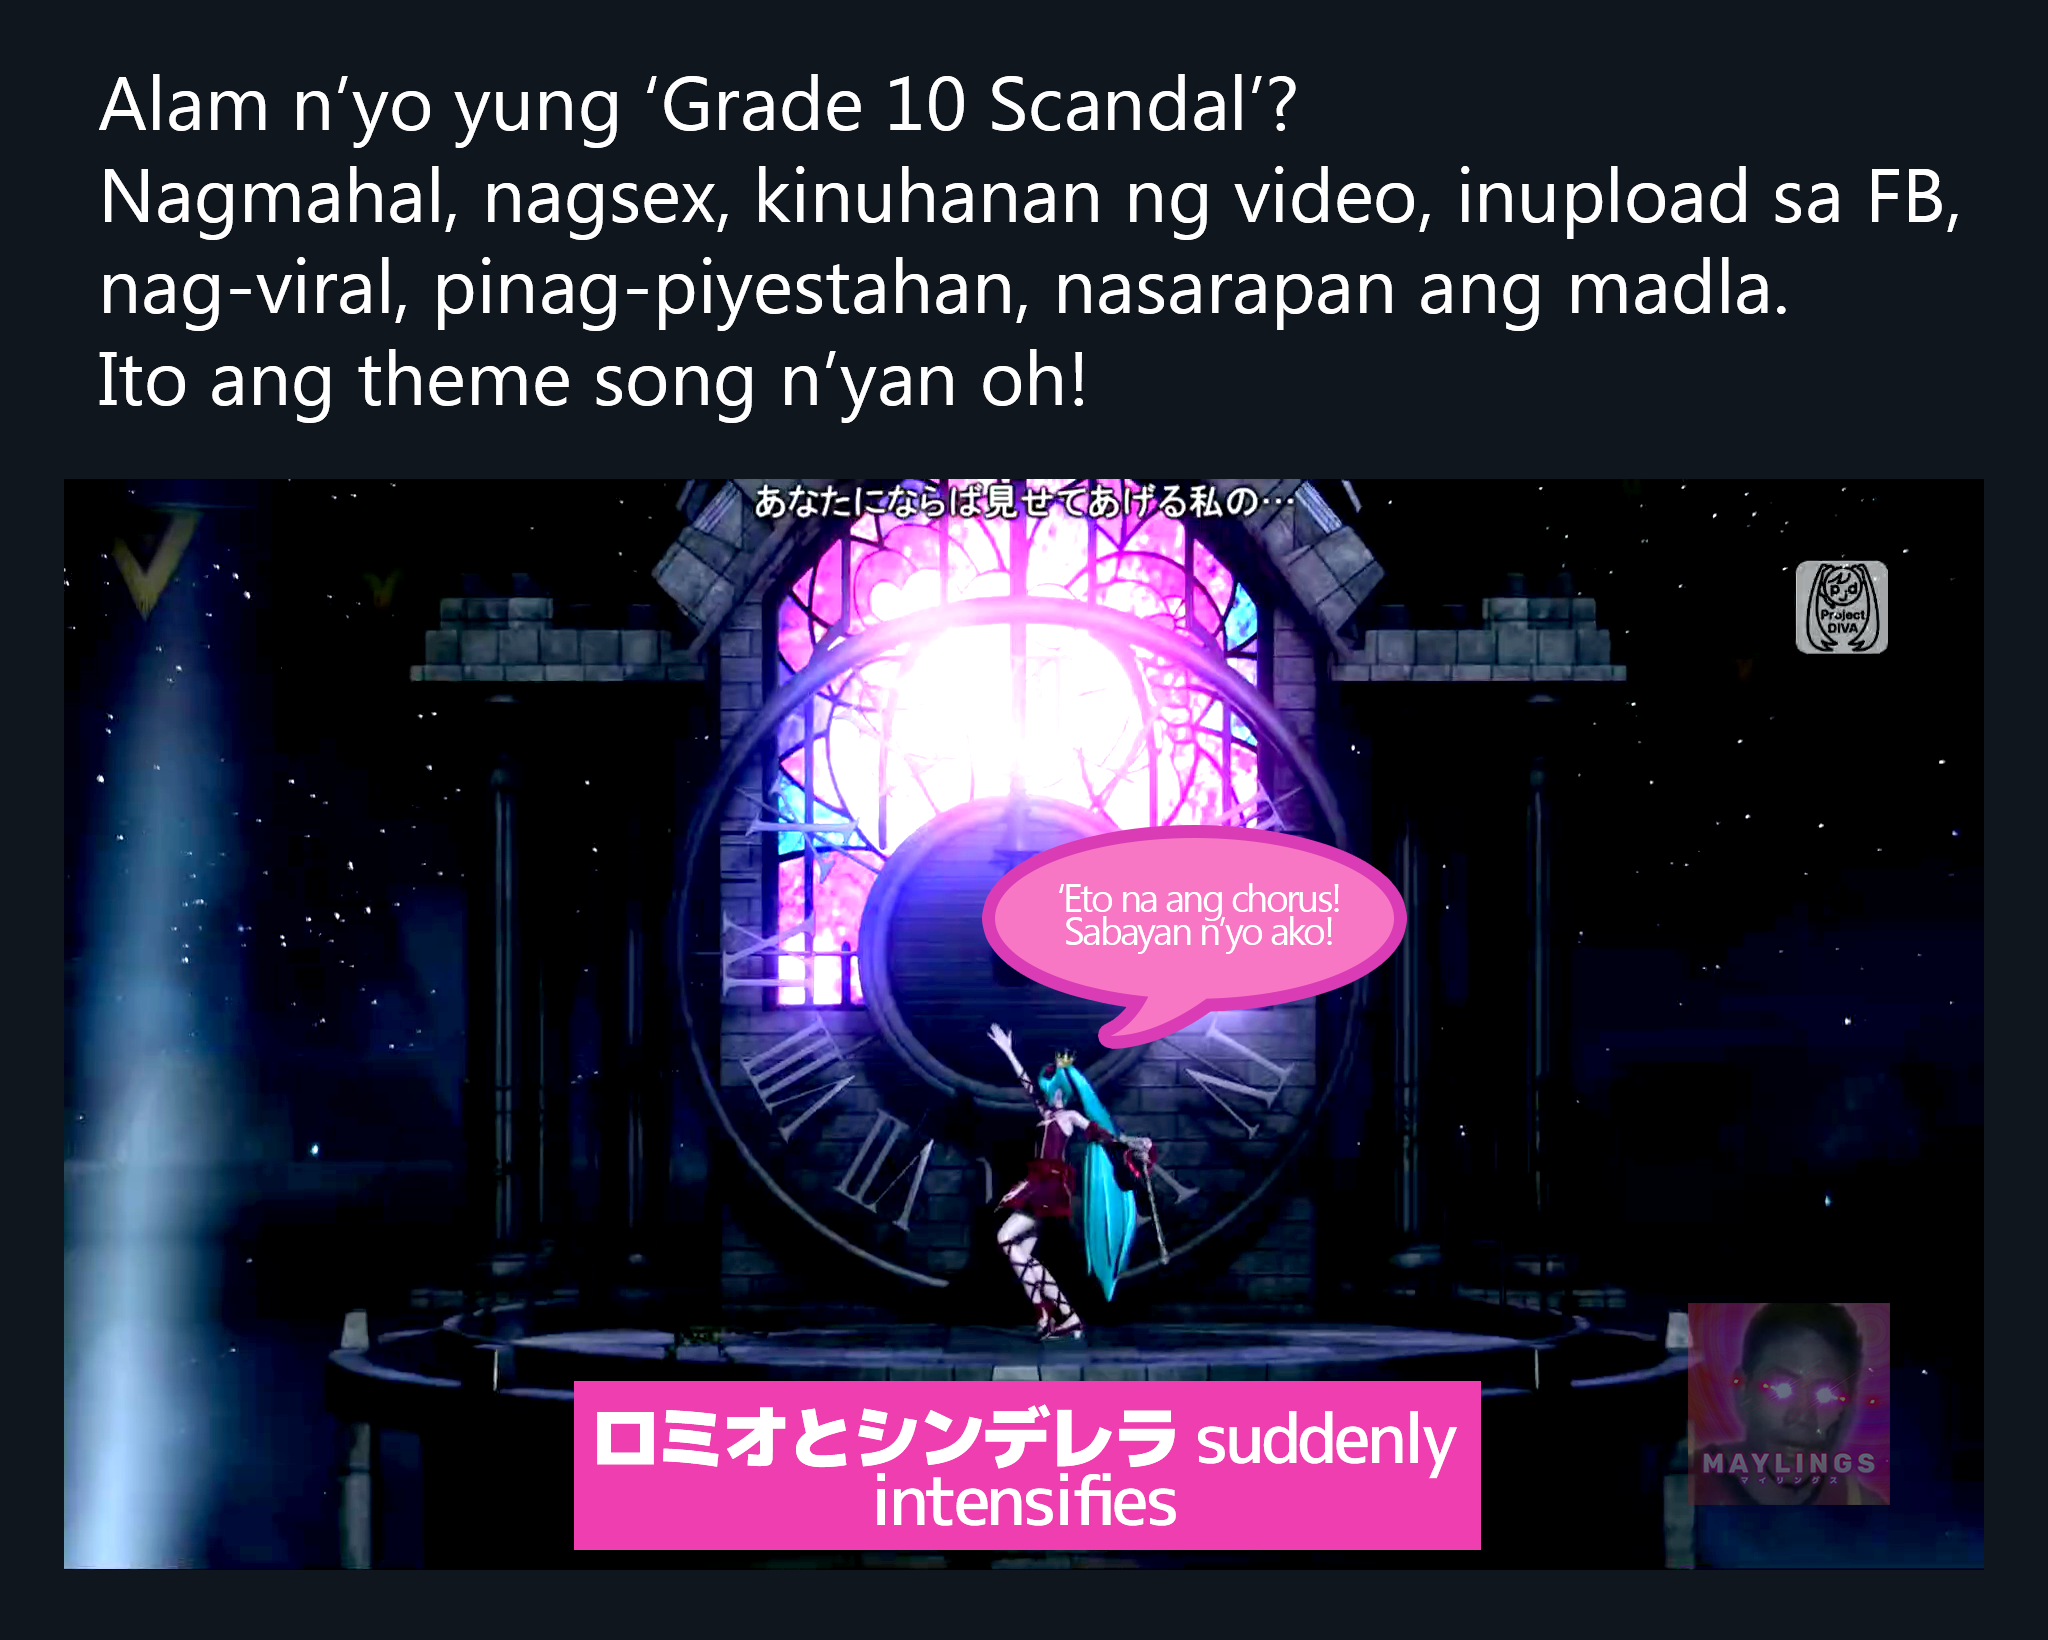 Alam n’yo yung ‘Grade 10 Scandal’?
Nagmahal, nagsex, kinuhanan ng video, inupload sa FB,
nag-viral, pinag-piyestahan, nasarapan ang madla.
Ito ang theme song n’yan oh!
あなたにならば見せてあげる私の…
Project
DIVA
‘Eto na ang chorus!
Sabayan n’yo ako!
MAYLINGS
マイリングス
ロミオとシンデレラ suddenly
intensifies